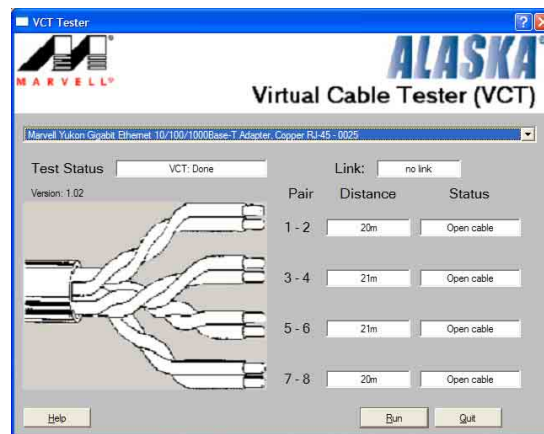 VCT Tester
MARVELL®
ALASKA®
Virtual Cable Tester (VCT)
Marvell Yukon Gigabit Ethernet 10/100/1000Base-T Adapter, Copper RJ-45 - 0025
Test Status VCT: Done Link: no link
Version: 1.02 Pair Distance Status
1 - 2 20m Open cable
3 - 4 21m Open cable
5 - 6 21m Open cable
7 - 8 20m Open cable
Help Run Quit